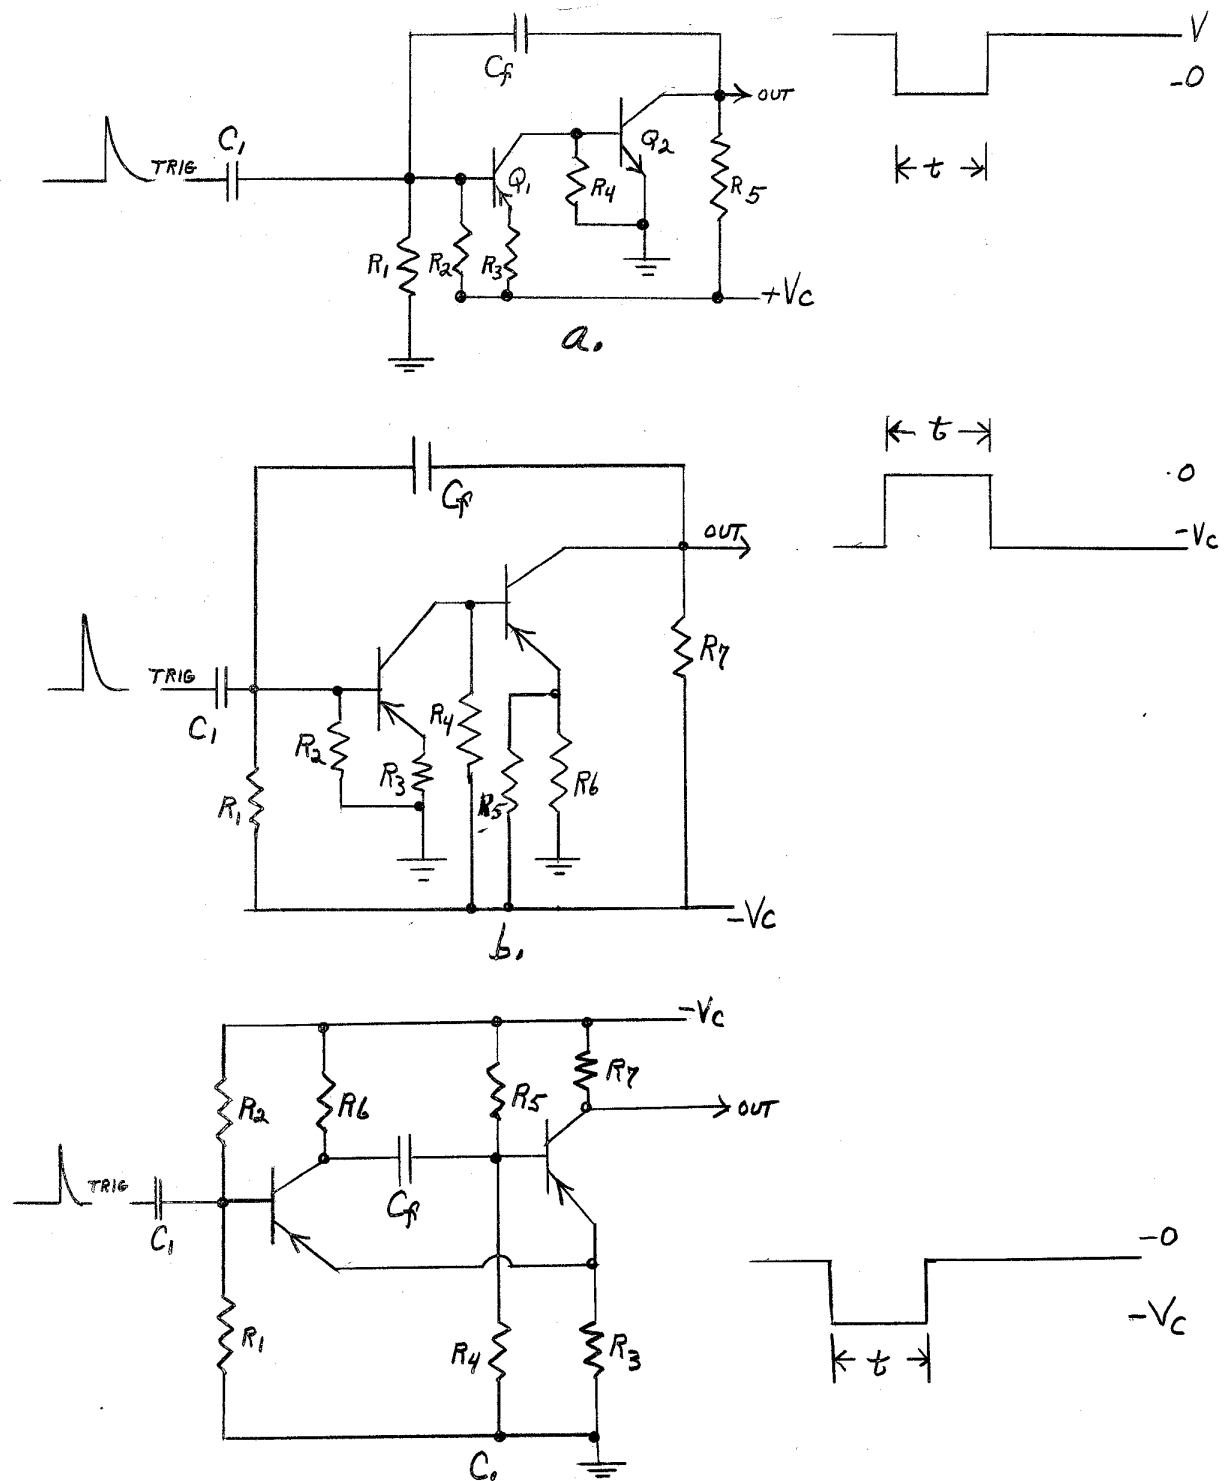 Cf
V
-0
OUT
C1
TRIG
Q1
Q2
R4
R5
t
R1
R2
R3
+Vc
a.
t
Cf
0
OUT
-Vc
TRIG
C1
R7
R4
R2
R3
R5
R6
R1
-Vc
b.
-Vc
R2
R6
R5
R7
OUT
TRIG
Cf
C1
-0
R1
R4
R3
-Vc
t
C.